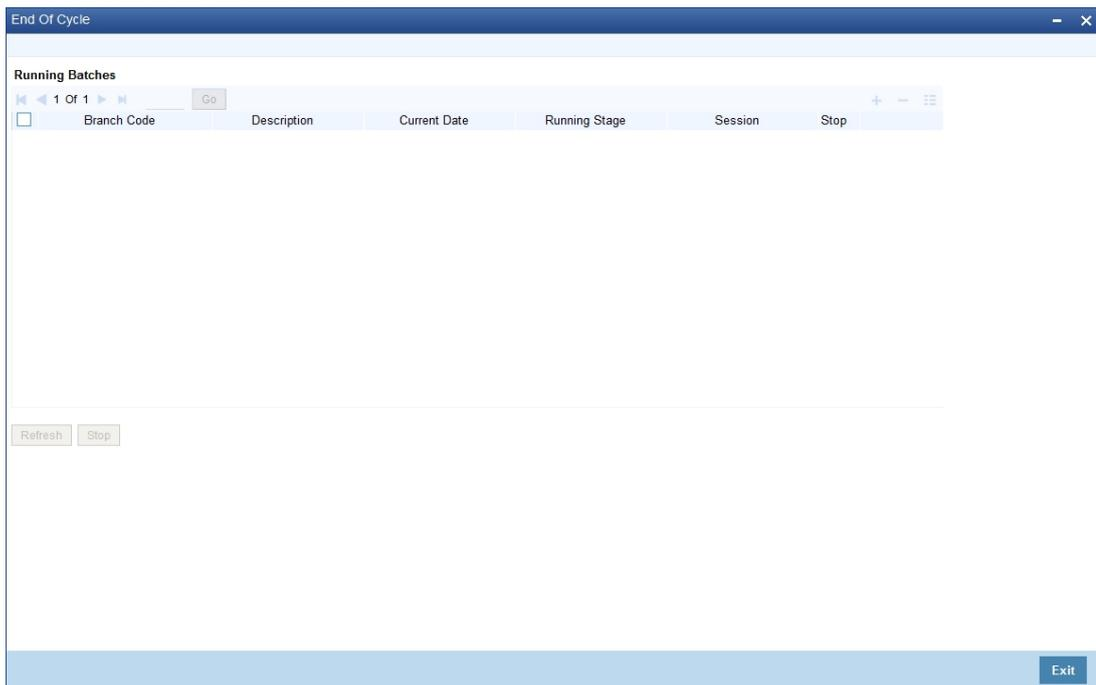 End Of Cycle
Running Batches
1 Of 1 Go
Branch Code Description Current Date Running Stage Session Stop
Refresh Stop
Exit